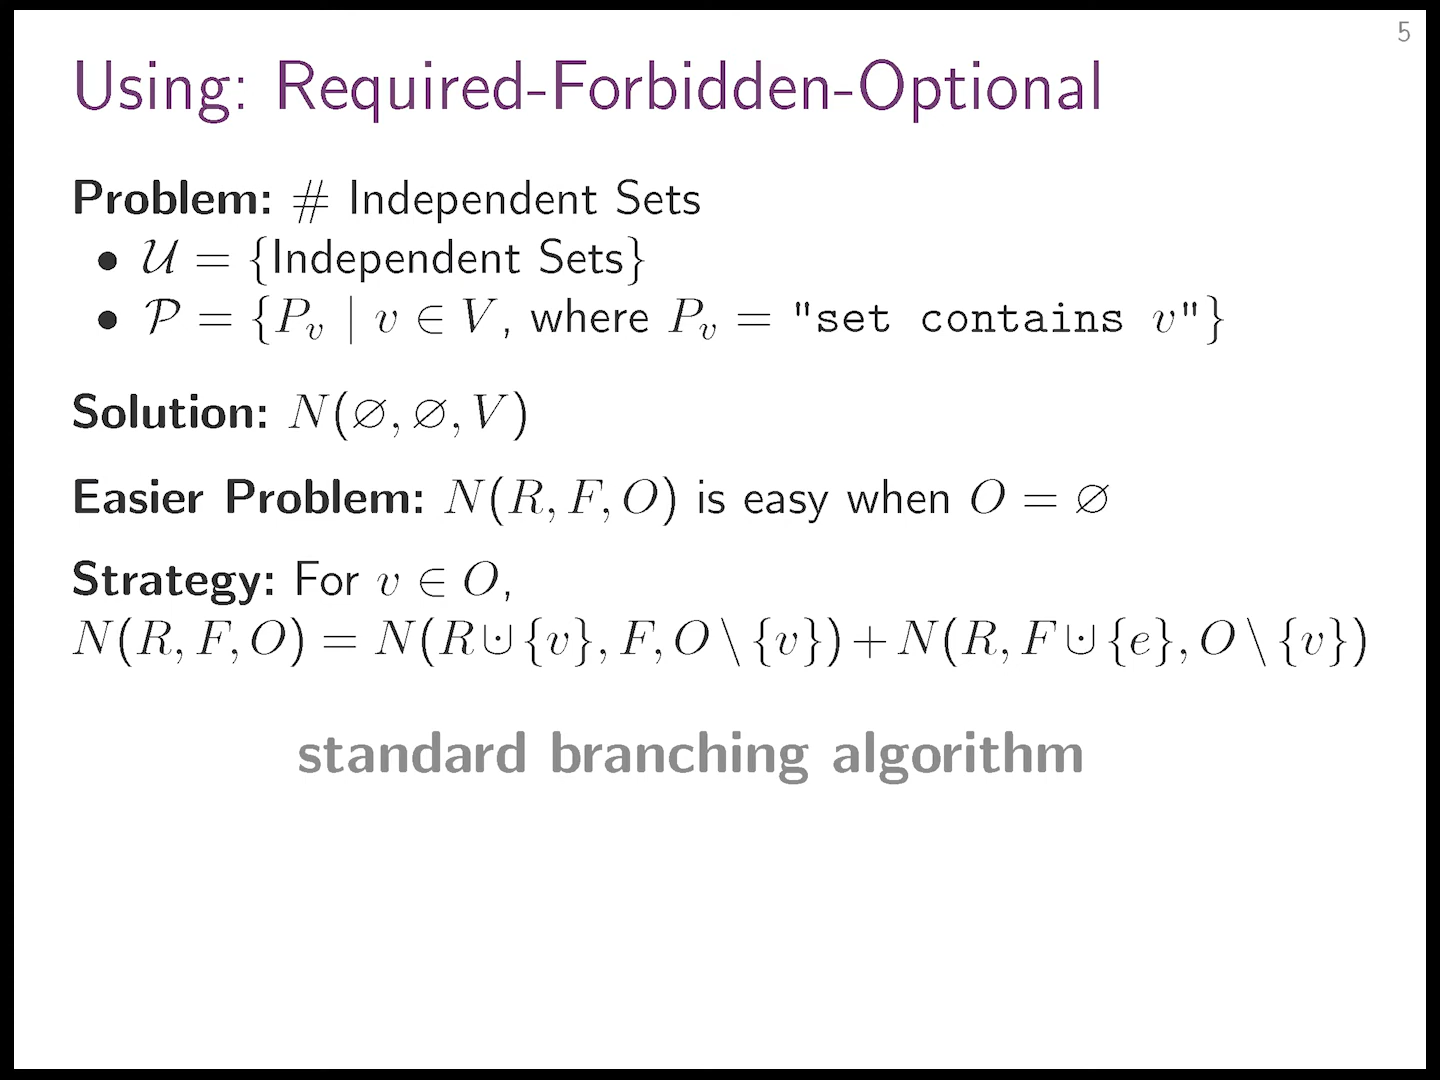 5
Using: Required-Forbidden-Optional
Problem: # Independent Sets
• 𝒰 = {Independent Sets}
• 𝒫 = {P_v | v ∈ V, where P_v = "set contains v"}
Solution: N(∅, ∅, V)
Easier Problem: N(R, F, O) is easy when O = ∅
Strategy: For v ∈ O,
N(R, F, O) = N(R ⊍ {v}, F, O \ {v}) + N(R, F ⊍ {e}, O \ {v})
standard branching algorithm